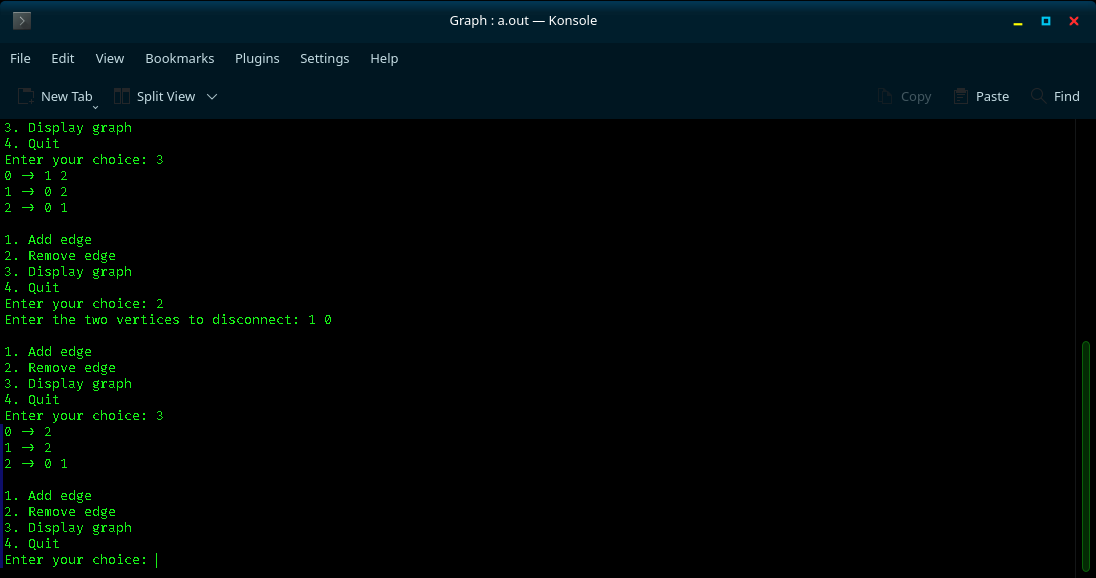 Graph : a.out — Konsole
File Edit View Bookmarks Plugins Settings Help
New Tab Split View Copy Paste Find
3. Display graph
4. Quit
Enter your choice: 3
0 -> 1 2
1 -> 0 2
2 -> 0 1
1. Add edge
2. Remove edge
3. Display graph
4. Quit
Enter your choice: 2
Enter the two vertices to disconnect: 1 0
1. Add edge
2. Remove edge
3. Display graph
4. Quit
Enter your choice: 3
0 -> 2
1 -> 2
2 -> 0 1
1. Add edge
2. Remove edge
3. Display graph
4. Quit
Enter your choice: